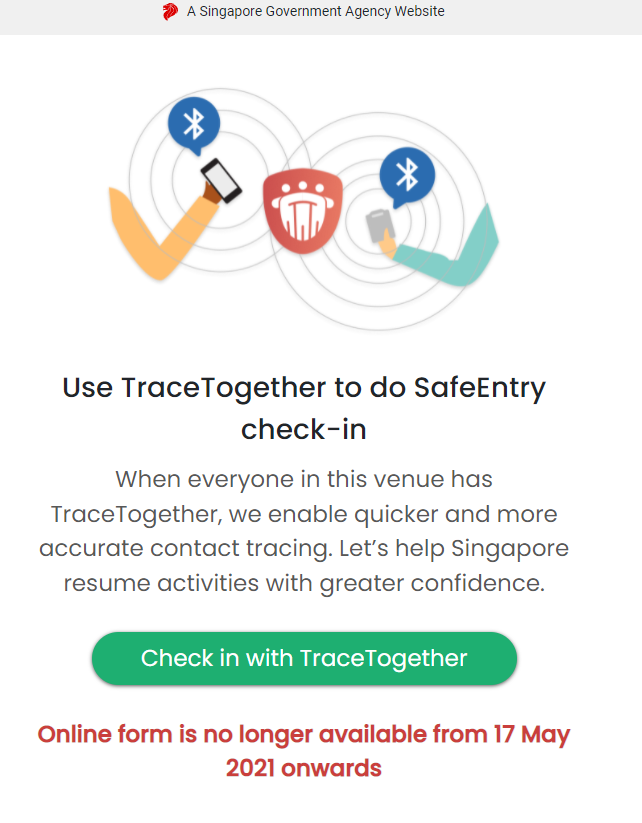 A Singapore Government Agency Website
Use TraceTogether to do SafeEntry
check-in
When everyone in this venue has
TraceTogether, we enable quicker and more
accurate contact tracing. Let’s help Singapore
resume activities with greater confidence.
Check in with TraceTogether
Online form is no longer available from 17 May
2021 onwards